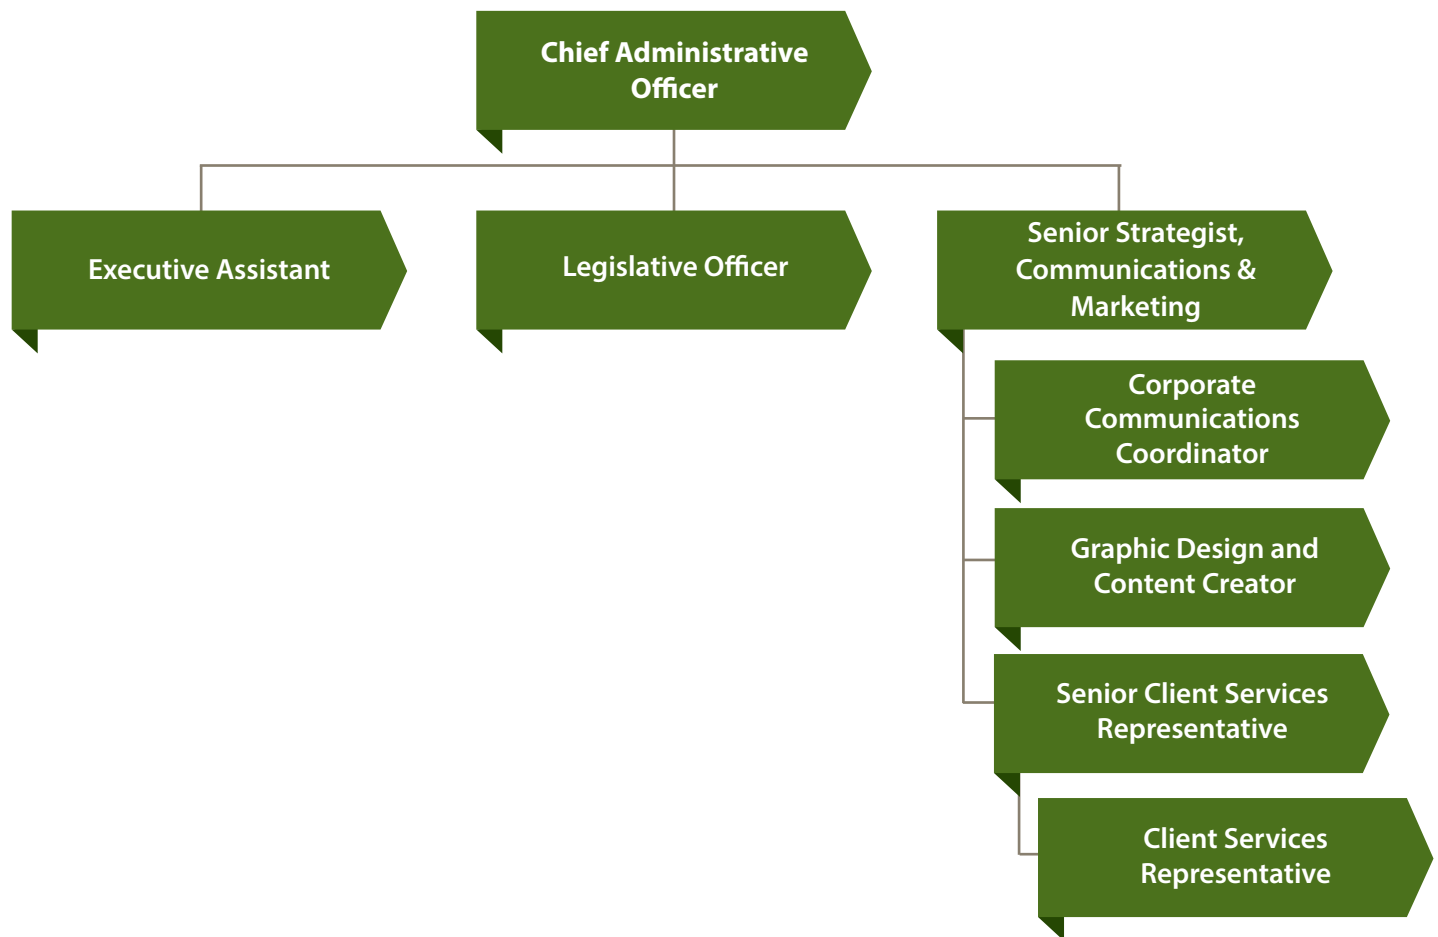 Chief Administrative
Officer
Executive Assistant
Legislative Officer
Senior Strategist,
Communications &
Marketing
Corporate
Communications
Coordinator
Graphic Design and
Content Creator
Senior Client Services
Representative
Client Services
Representative